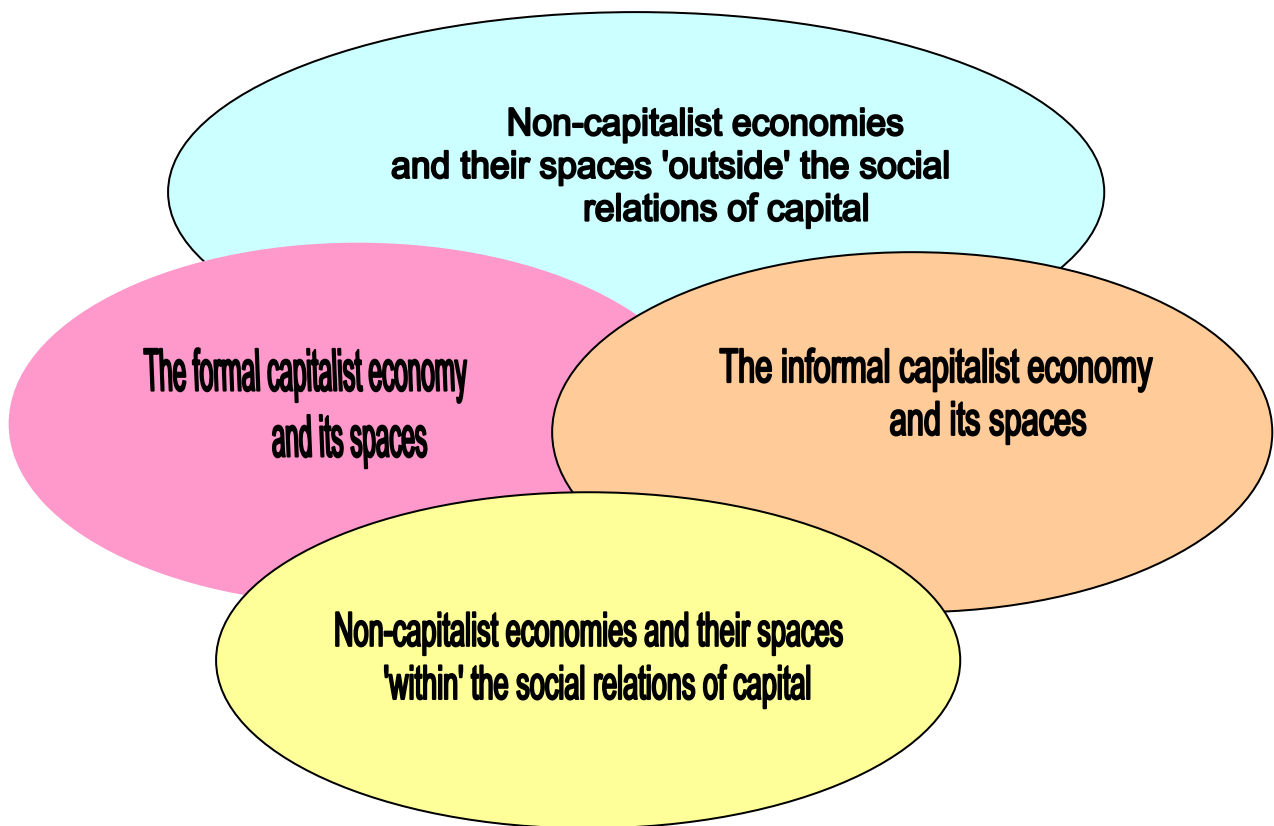 Non-capitalist economies
and their spaces 'outside' the social
relations of capital
The formal capitalist economy
and its spaces
The informal capitalist economy
and its spaces
Non-capitalist economies and their spaces
'within' the social relations of capital